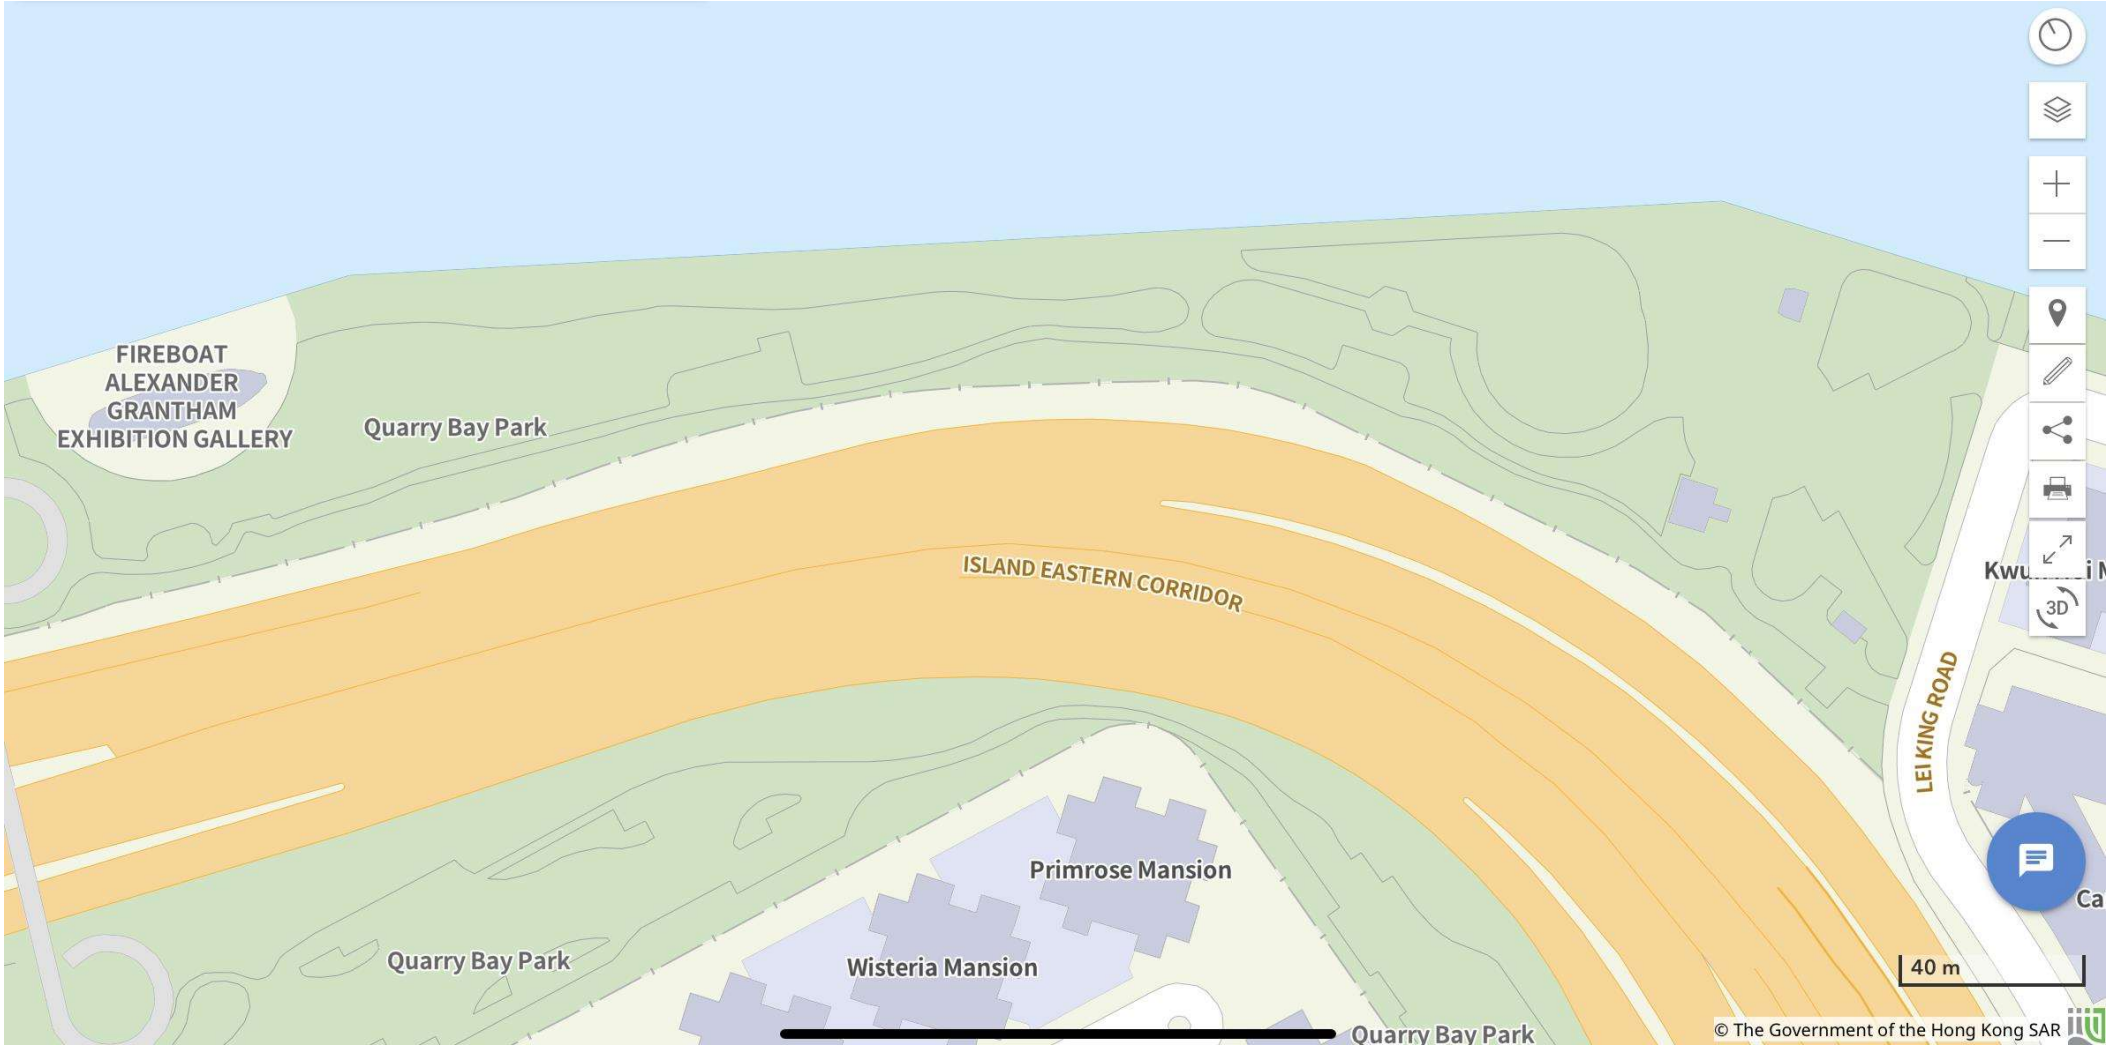 FIREBOAT
ALEXANDER
GRANTHAM
EXHIBITION GALLERY
Quarry Bay Park
ISLAND EASTERN CORRIDOR
3D
LEI KING ROAD
Primrose Mansion
Wisteria Mansion
Quarry Bay Park
Quarry Bay Park
40 m
© The Government of the Hong Kong SAR